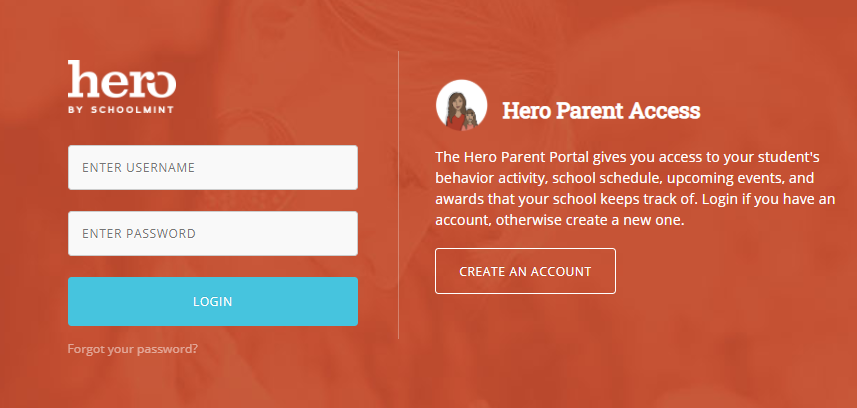 hero
BY SCHOOLMINT
ENTER USERNAME
ENTER PASSWORD
LOGIN
Forgot your password?
Hero Parent Access
The Hero Parent Portal gives you access to your student's
behavior activity, school schedule, upcoming events, and
awards that your school keeps track of. Login if you have an
account, otherwise create a new one.
CREATE AN ACCOUNT